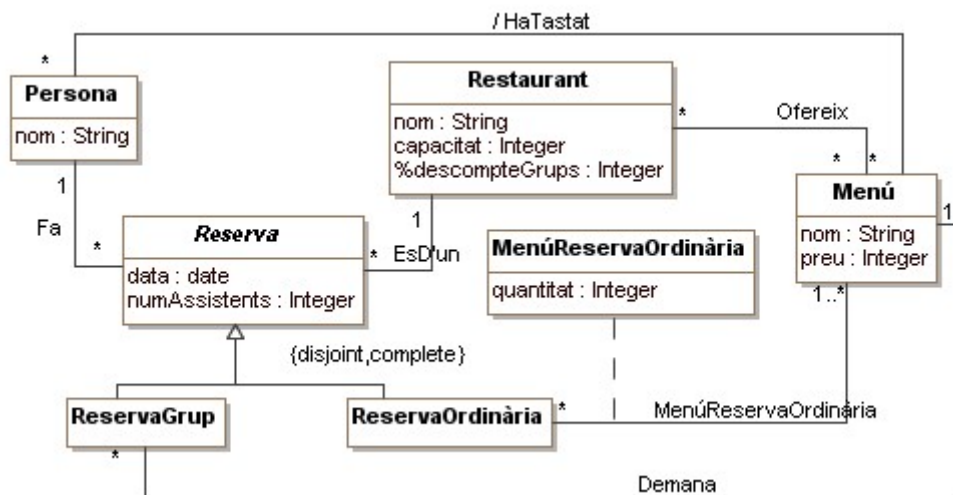 / HaTastat
*
Persona
nom : String
Restaurant
nom : String
capacitat : Integer
%descompteGrups : Integer
*
Ofereix
*
*
Menú
nom : String
preu : Integer
1
1..*
1
Fa
*
Reserva
data : date
numAssistents : Integer
1
*
EsD'un
MenúReservaOrdinària
quantitat : Integer
{disjoint,complete}
ReservaGrup
*
ReservaOrdinària
*
MenúReservaOrdinària
Demana